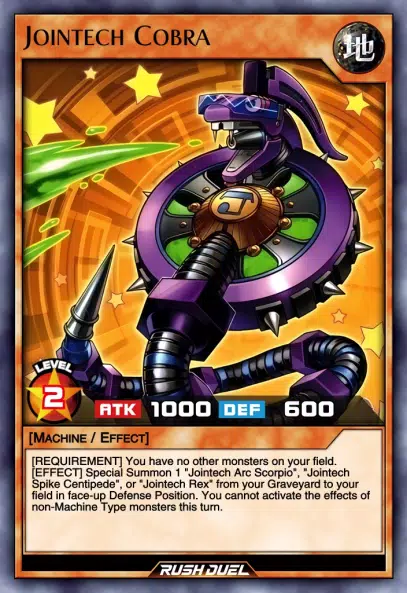 Jointech Cobra
地
LEVEL
2
ATK 1000 DEF 600
[Machine / Effect]
[REQUIREMENT] You have no other monsters on your field.
[EFFECT] Special Summon 1 "Jointech Arc Scorpio", "Jointech
Spike Centipede", or "Jointech Rex" from your Graveyard to your
field in face-up Defense Position. You cannot activate the effects of
non-Machine Type monsters this turn.
RUSH DUEL